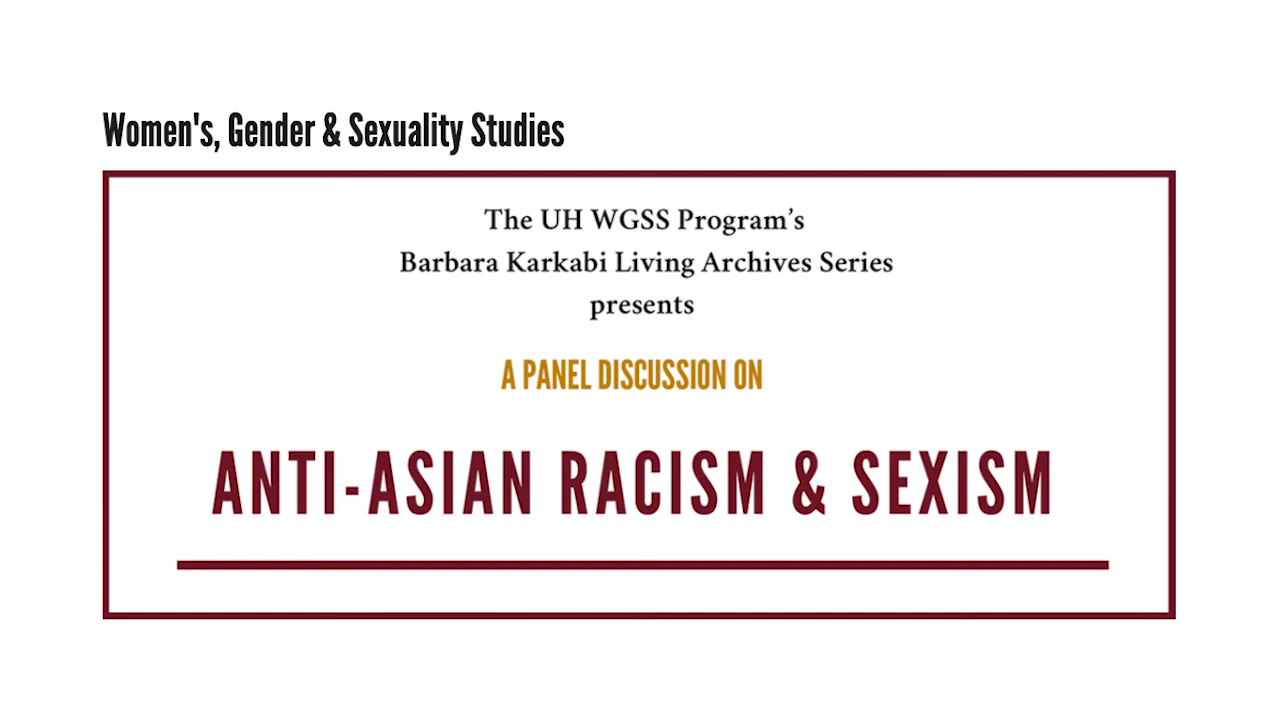 Women's, Gender & Sexuality Studies
The UH WGSS Program’s
Barbara Karkabi Living Archives Series
presents
A PANEL DISCUSSION ON
ANTI-ASIAN RACISM & SEXISM